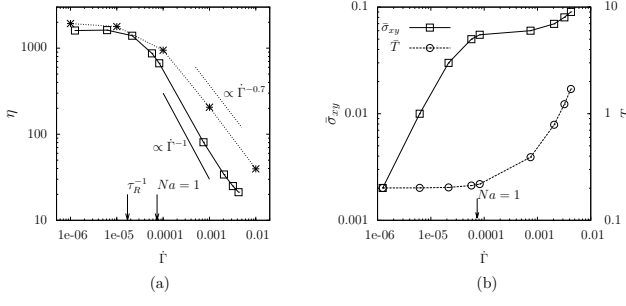 1000
100
10
η
1e-06
1e-05
0.0001
0.001
0.01
Γ̇
∝ Γ̇^{-0.7}
∝ Γ̇^{-1}
τ_R^{-1}
Na = 1
(a)
0.1
0.01
0.001
σ̄_{xy}
σ̄_{xy}
T̄
10
1
0.1
T̄
Na = 1
1e-06
1e-05
0.0001
0.001
0.01
Γ̇
(b)